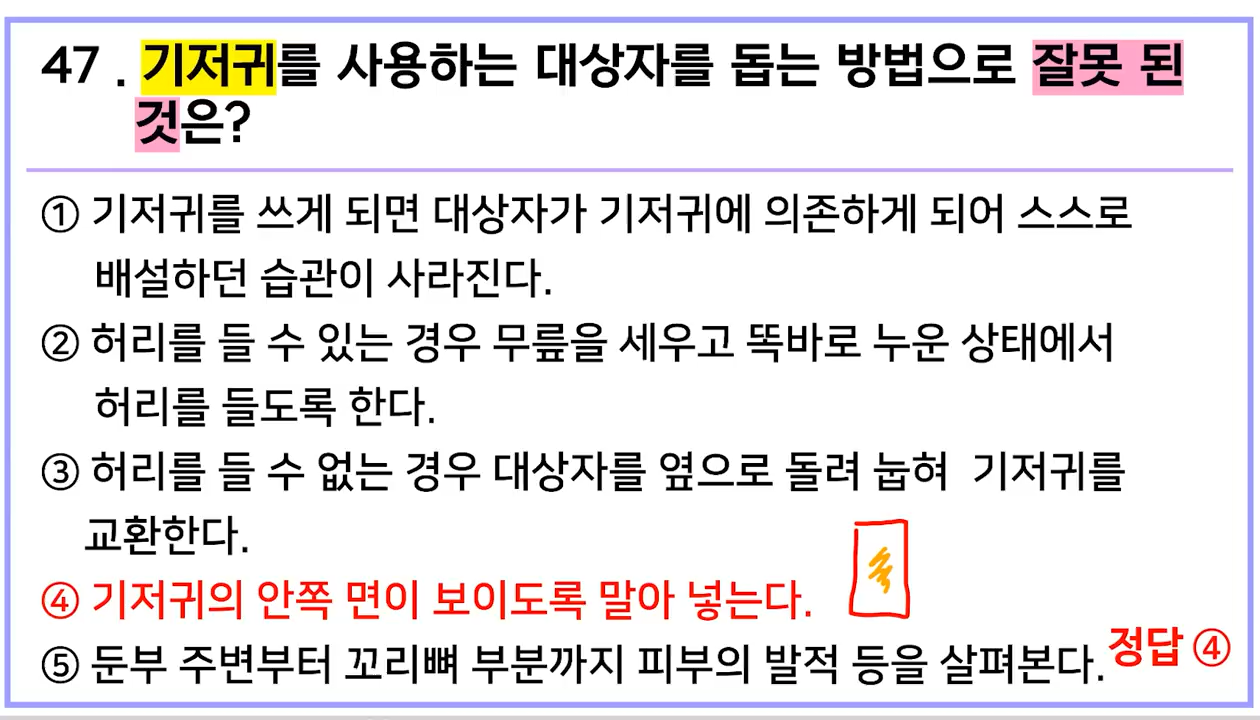 47 . 기저귀를 사용하는 대상자를 돕는 방법으로 잘못 된
것은?
① 기저귀를 쓰게 되면 대상자가 기저귀에 의존하게 되어 스스로
배설하던 습관이 사라진다.
② 허리를 들 수 있는 경우 무릎을 세우고 똑바로 누운 상태에서
허리를 들도록 한다.
③ 허리를 들 수 없는 경우 대상자를 옆으로 돌려 눕혀 기저귀를
교환한다.
④ 기저귀의 안쪽 면이 보이도록 말아 넣는다.
⑤ 둔부 주변부터 꼬리뼈 부분까지 피부의 발적 등을 살펴본다.
정답 ④